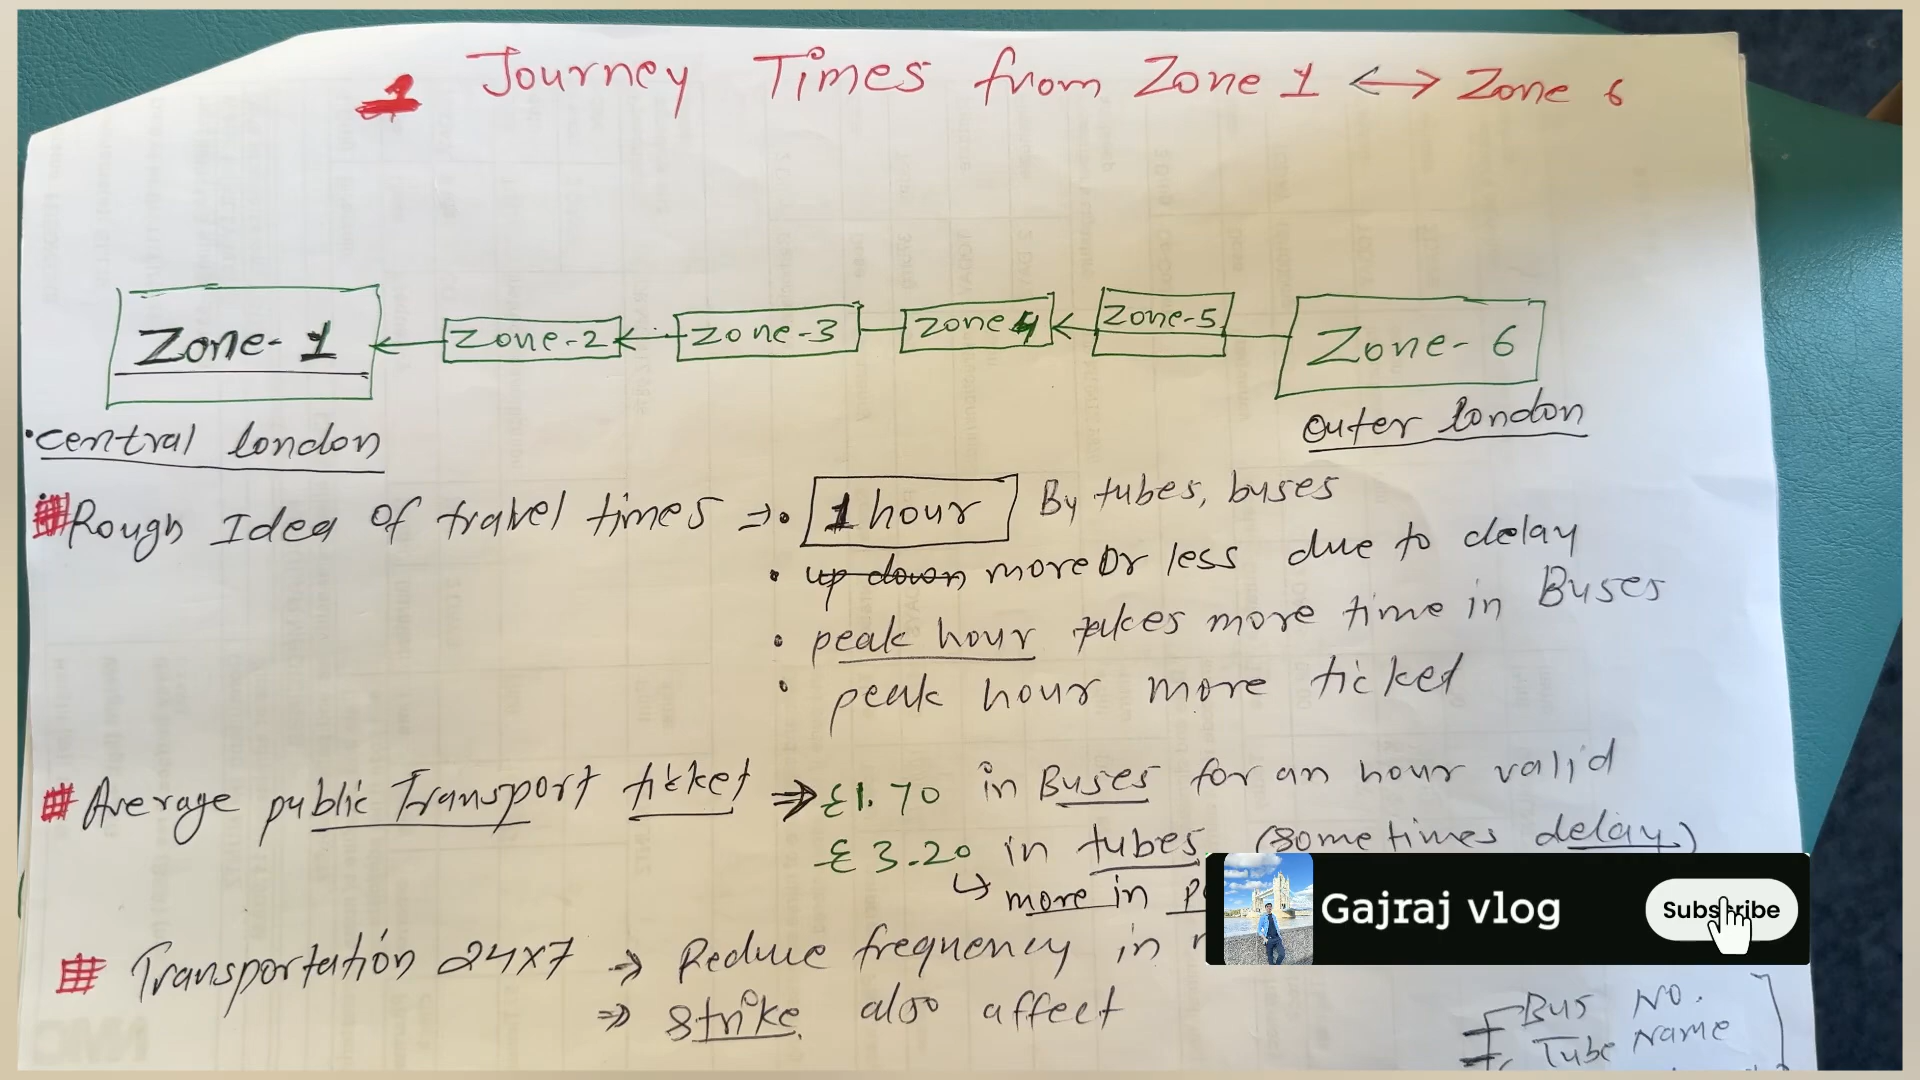 1 Journey Times from Zone 1 ↔ Zone 6
Zone-1 ← Zone-2 ← Zone-3 Zone 4 ← Zone-5 Zone-6
central london
outer london
Rough Idea of travel times ⇒ • 1 hour By tubes, buses
• up down more or less due to delay
• peak hour takes more time in Buses
• peak hour more ticket
# Average public Transport ticket ⇒ £1.70 in Buses for an hour valid
£3.20 in tubes (sometimes delay)
↳ more in
# Transportation 24x7 → Reduce frequency in
⇒ strike also affect
Gajraj vlog
Subscribe
Bus No.
Tube Name